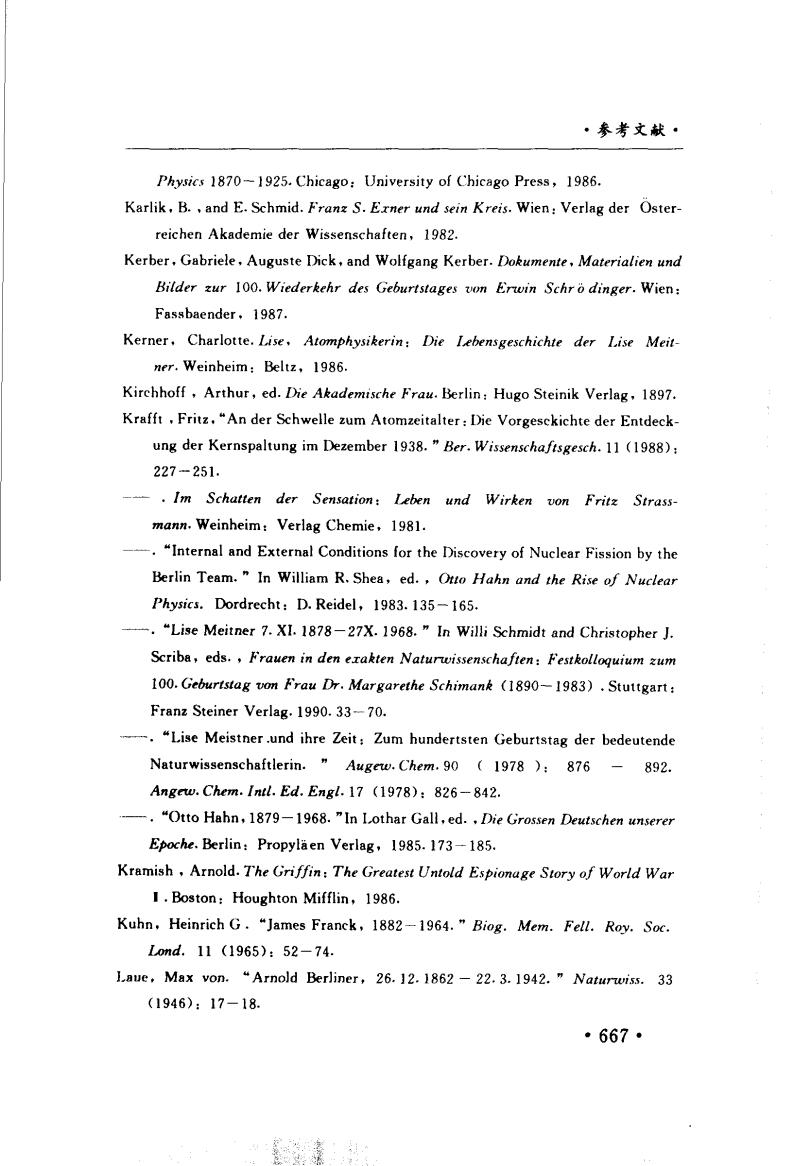 ·参考文献·
Physics 1870－1925. Chicago: University of Chicago Press, 1986.
Karlik, B. , and E. Schmid. Franz S. Exner und sein Kreis. Wien: Verlag der Öster-
reichen Akademie der Wissenschaften, 1982.
Kerber, Gabriele, Auguste Dick, and Wolfgang Kerber. Dokumente, Materialien und
Bilder zur 100. Wiederkehr des Geburtstages von Erwin Schrö dinger. Wien:
Fassbaender, 1987.
Kerner, Charlotte. Lise, Atomphysikerin: Die Lebensgeschichte der Lise Meit-
ner. Weinheim: Beltz, 1986.
Kirchhoff , Arthur, ed. Die Akademische Frau. Berlin: Hugo Steinik Verlag, 1897.
Krafft , Fritz, “An der Schwelle zum Atomzeitalter: Die Vorgesckichte der Entdeck-
ung der Kernspaltung im Dezember 1938. ” Ber. Wissenschaftsgesch. 11 (1988):
227－251.
—— . Im Schatten der Sensation: Leben und Wirken von Fritz Strass-
mann. Weinheim: Verlag Chemie, 1981.
——. “Internal and External Conditions for the Discovery of Nuclear Fission by the
Berlin Team. ” In William R. Shea, ed. , Otto Hahn and the Rise of Nuclear
Physics. Dordrecht: D. Reidel, 1983. 135－165.
——. “Lise Meitner 7. XI. 1878－27X. 1968. ” In Willi Schmidt and Christopher J.
Scriba, eds. , Frauen in den exakten Naturwissenschaften: Festkolloquium zum
100. Geburtstag von Frau Dr. Margarethe Schimank (1890－1983) . Stuttgart:
Franz Steiner Verlag. 1990. 33－70.
——. “Lise Meistner .und ihre Zeit: Zum hundertsten Geburtstag der bedeutende
Naturwissenschaftlerin. ” Augew. Chem. 90 ( 1978 ): 876 － 892.
Angew. Chem. Intl. Ed. Engl. 17 (1978): 826－842.
——. “Otto Hahn, 1879－1968. ”In Lothar Gall, ed. , Die Grossen Deutschen unserer
Epoche. Berlin: Propyläen Verlag, 1985. 173－185.
Kramish , Arnold. The Griffin: The Greatest Untold Espionage Story of World War
Ⅱ . Boston: Houghton Mifflin, 1986.
Kuhn, Heinrich G . “James Franck, 1882－1964. ” Biog. Mem. Fell. Roy. Soc.
Lond. 11 (1965): 52－74.
Laue, Max von. “Arnold Berliner, 26. 12. 1862 － 22. 3. 1942. ” Naturwiss. 33
(1946): 17－18.
·667·